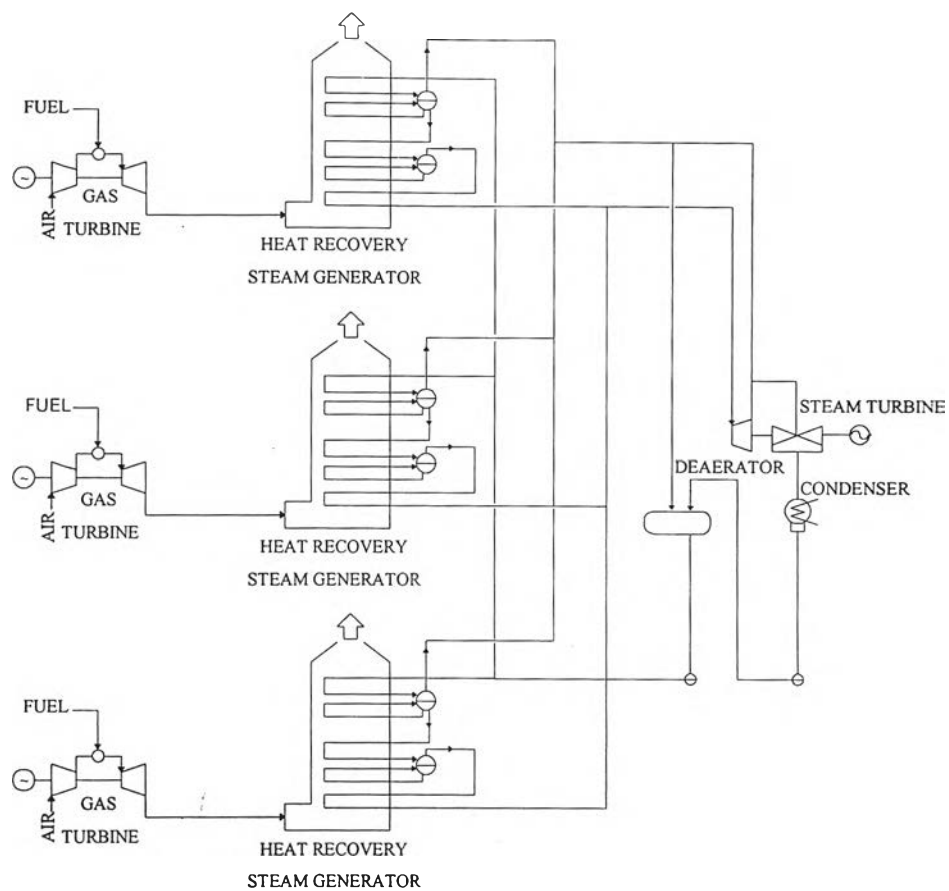 FUEL
AIR
GAS
TURBINE
HEAT RECOVERY
STEAM GENERATOR
FUEL
AIR
GAS
TURBINE
HEAT RECOVERY
STEAM GENERATOR
STEAM TURBINE
DEAERATOR
CONDENSER
FUEL
AIR
GAS
TURBINE
HEAT RECOVERY
STEAM GENERATOR